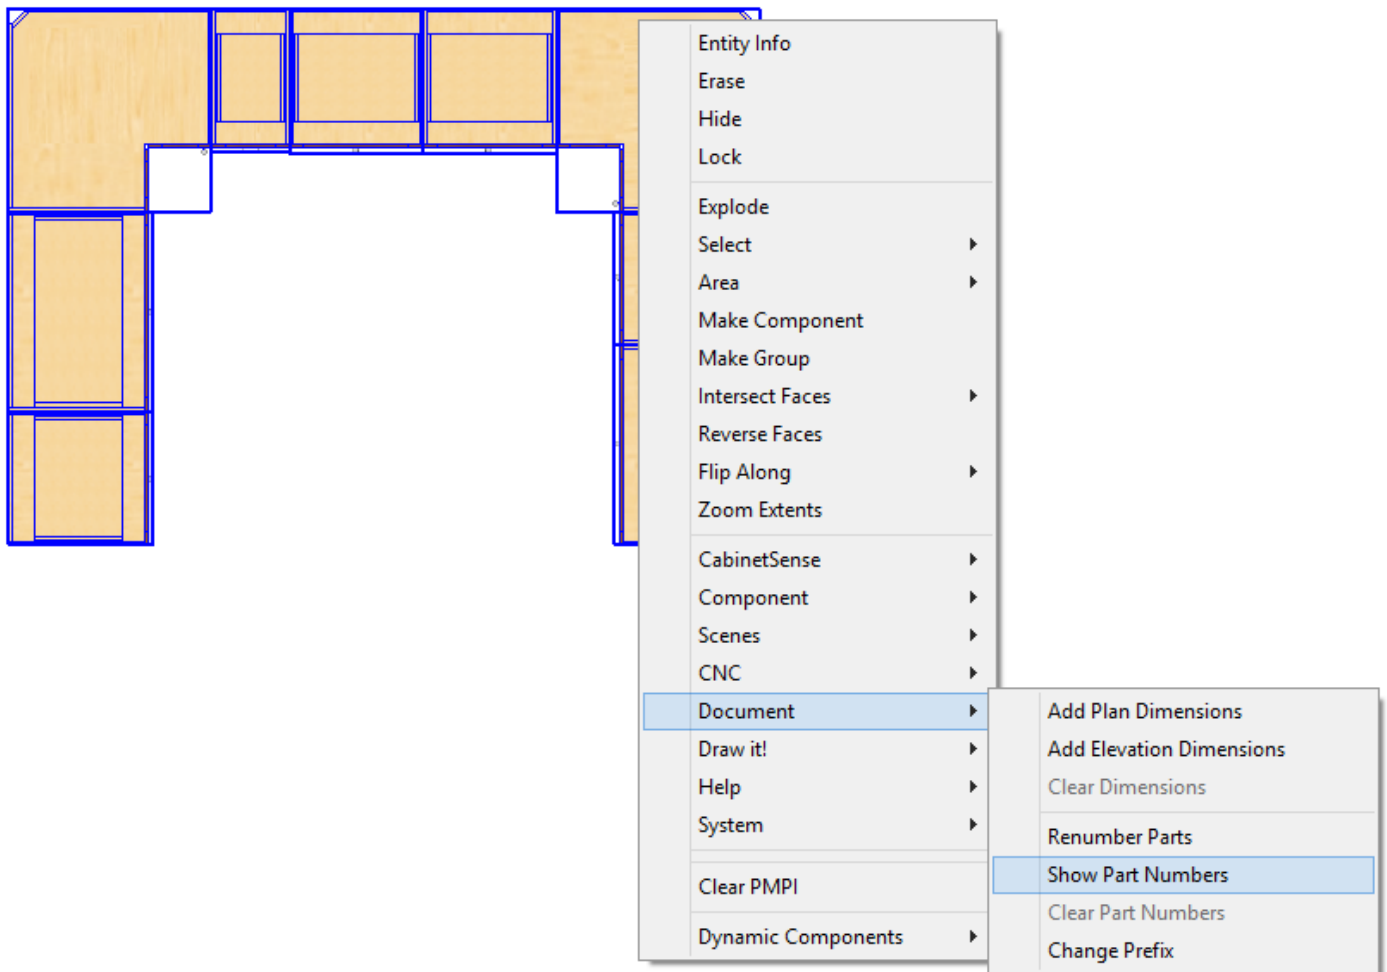 Entity Info
Erase
Hide
Lock
Explode
Select
Area
Make Component
Make Group
Intersect Faces
Reverse Faces
Flip Along
Zoom Extents
CabinetSense
Component
Scenes
CNC
Document
Draw it!
Help
System
Clear PMPI
Dynamic Components
Add Plan Dimensions
Add Elevation Dimensions
Clear Dimensions
Renumber Parts
Show Part Numbers
Clear Part Numbers
Change Prefix